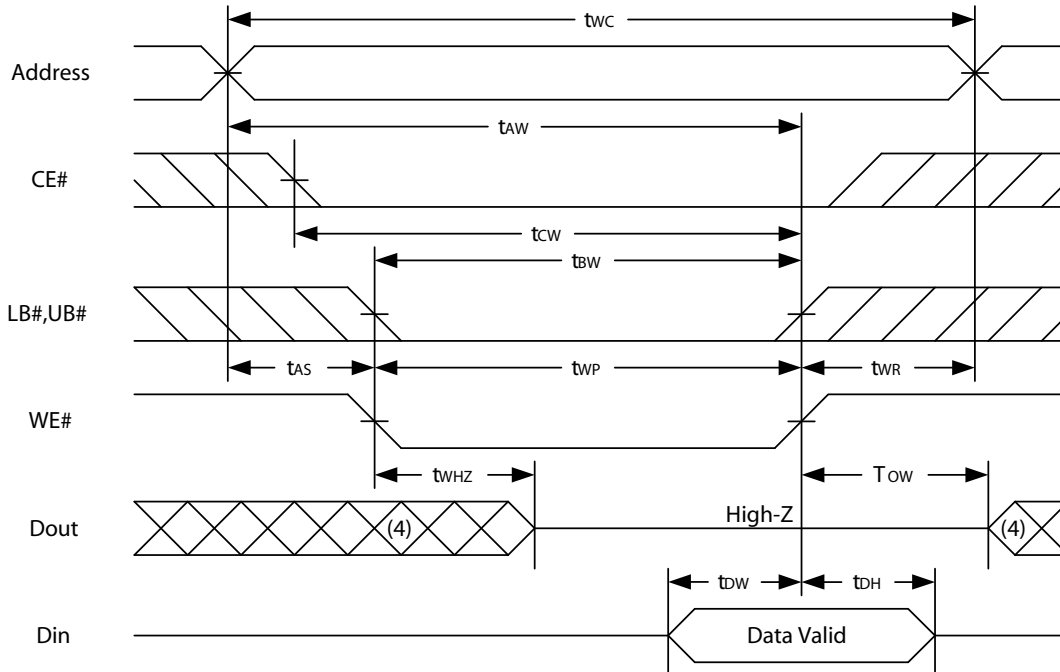 tWC
Address
tAW
CE#
tCW
tBW
LB#,UB#
tAS
tWP
tWR
WE#
tWHZ
TOW
Dout
(4)
High-Z
(4)
tDW
tDH
Din
Data Valid